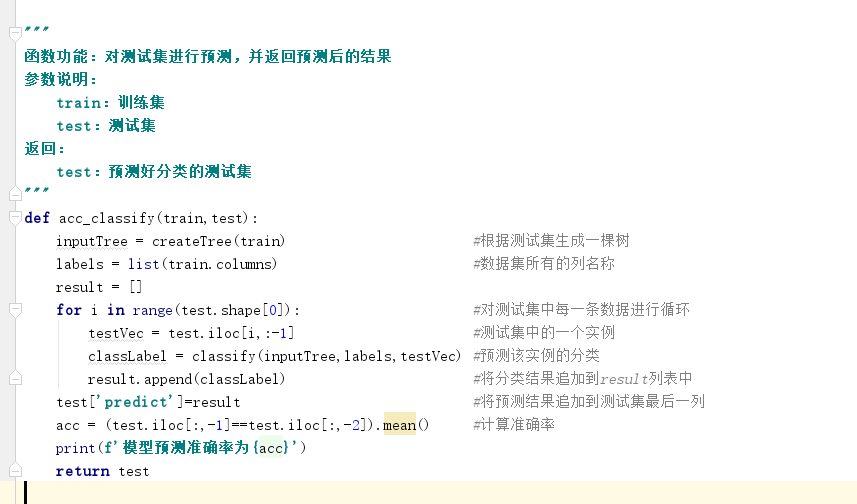 """
函数功能：对测试集进行预测，并返回预测后的结果
参数说明：
    train：训练集
    test：测试集
返回：
    test：预测好分类的测试集
"""
def acc_classify(train,test):
    inputTree = createTree(train) #根据测试集生成一棵树
    labels = list(train.columns) #数据集所有的列名称
    result = []
    for i in range(test.shape[0]): #对测试集中每一条数据进行循环
        testVec = test.iloc[i,:-1] #测试集中的一个实例
        classLabel = classify(inputTree,labels,testVec) #预测该实例的分类
        result.append(classLabel) #将分类结果追加到result列表中
    test['predict']=result #将预测结果追加到测试集最后一列
    acc = (test.iloc[:,-1]==test.iloc[:,-2]).mean() #计算准确率
    print(f'模型预测准确率为{acc}')
    return test